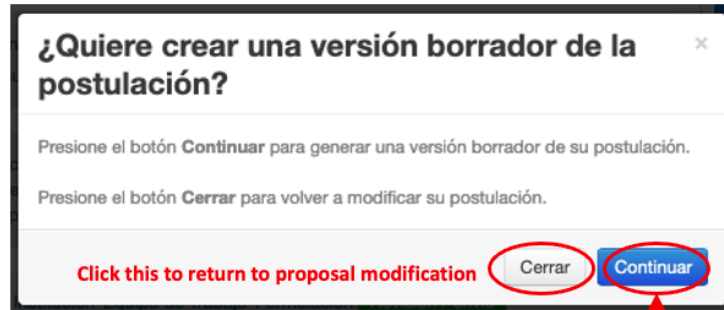 ¿Quiere crear una versión borrador de la
postulación?
×
Presione el botón Continuar para generar una versión borrador de su postulación.
Presione el botón Cerrar para volver a modificar su postulación.
Click this to return to proposal modification
Cerrar
Continuar